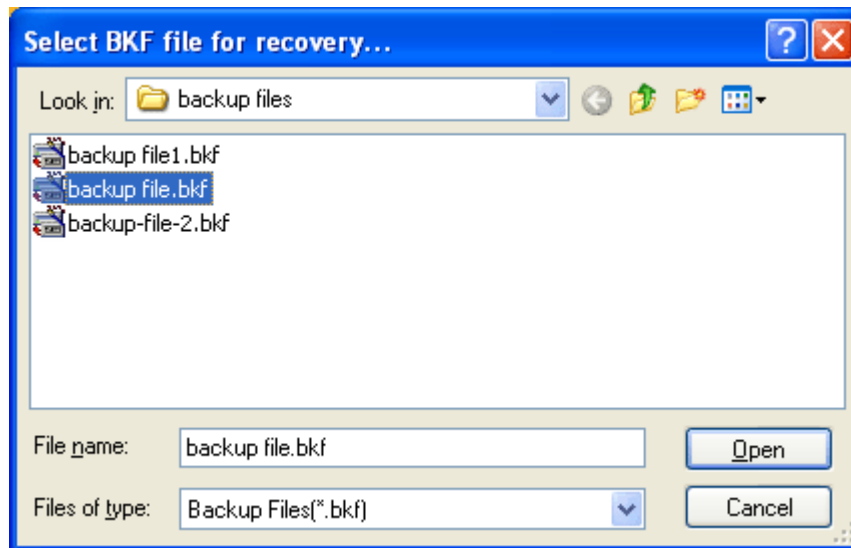 Select BKF file for recovery...
Look in: backup files
backup file1.bkf
backup file.bkf
backup-file-2.bkf
File name: backup file.bkf Open
Files of type: Backup Files(*.bkf) Cancel